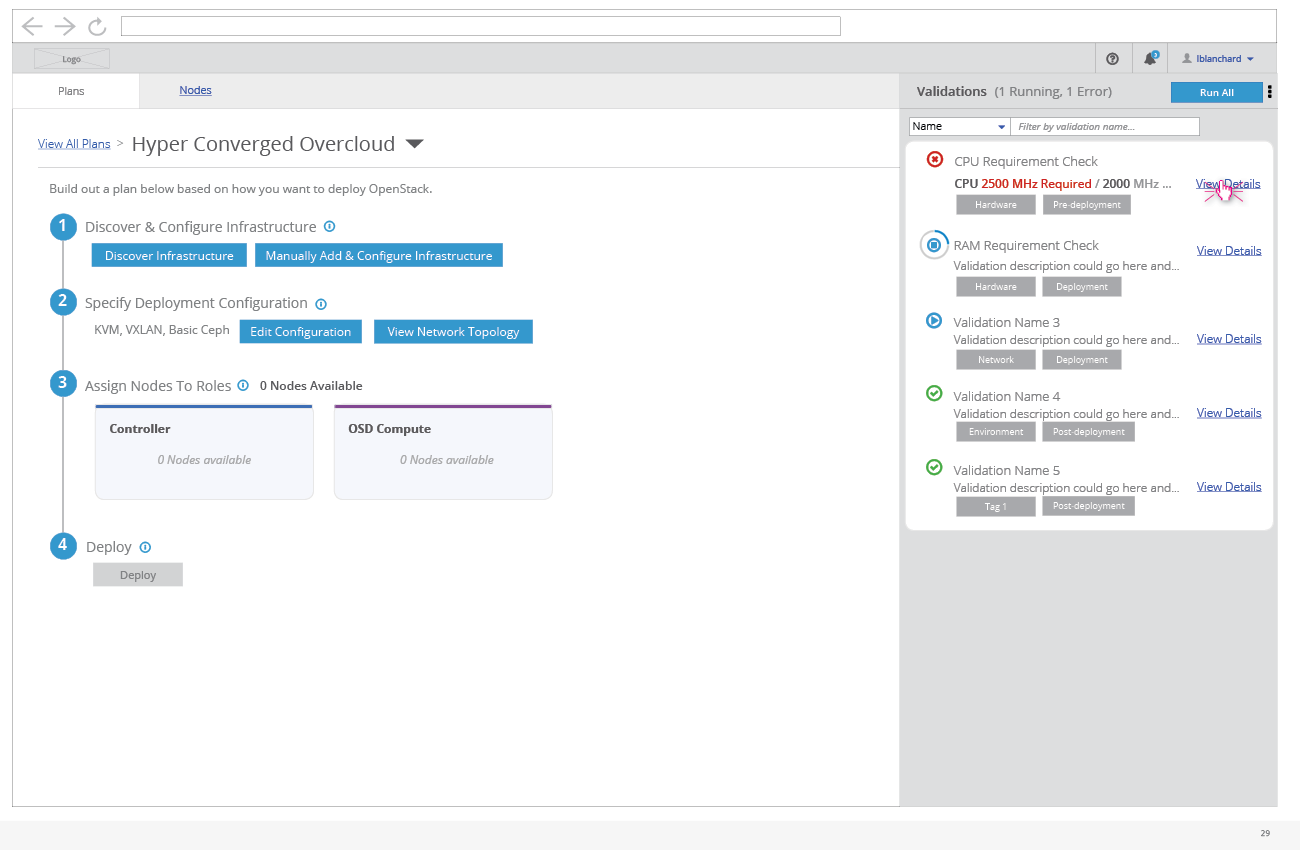 Logo
3
lblanchard
Plans
Nodes
Validations (1 Running, 1 Error)
Run All
View All Plans > Hyper Converged Overcloud
Name
Filter by validation name...
Build out a plan below based on how you want to deploy OpenStack.
1 Discover & Configure Infrastructure
Discover Infrastructure
Manually Add & Configure Infrastructure
2 Specify Deployment Configuration
KVM, VXLAN, Basic Ceph
Edit Configuration
View Network Topology
3 Assign Nodes To Roles 0 Nodes Available
Controller
0 Nodes available
OSD Compute
0 Nodes available
4 Deploy
Deploy
CPU Requirement Check
CPU 2500 MHz Required / 2000 MHz ...
View Details
Hardware
Pre-deployment
RAM Requirement Check
View Details
Validation description could go here and...
Hardware
Deployment
Validation Name 3
Validation description could go here and...
View Details
Network
Deployment
Validation Name 4
Validation description could go here and...
View Details
Environment
Post-deployment
Validation Name 5
Validation description could go here and...
View Details
Tag 1
Post-deployment
29